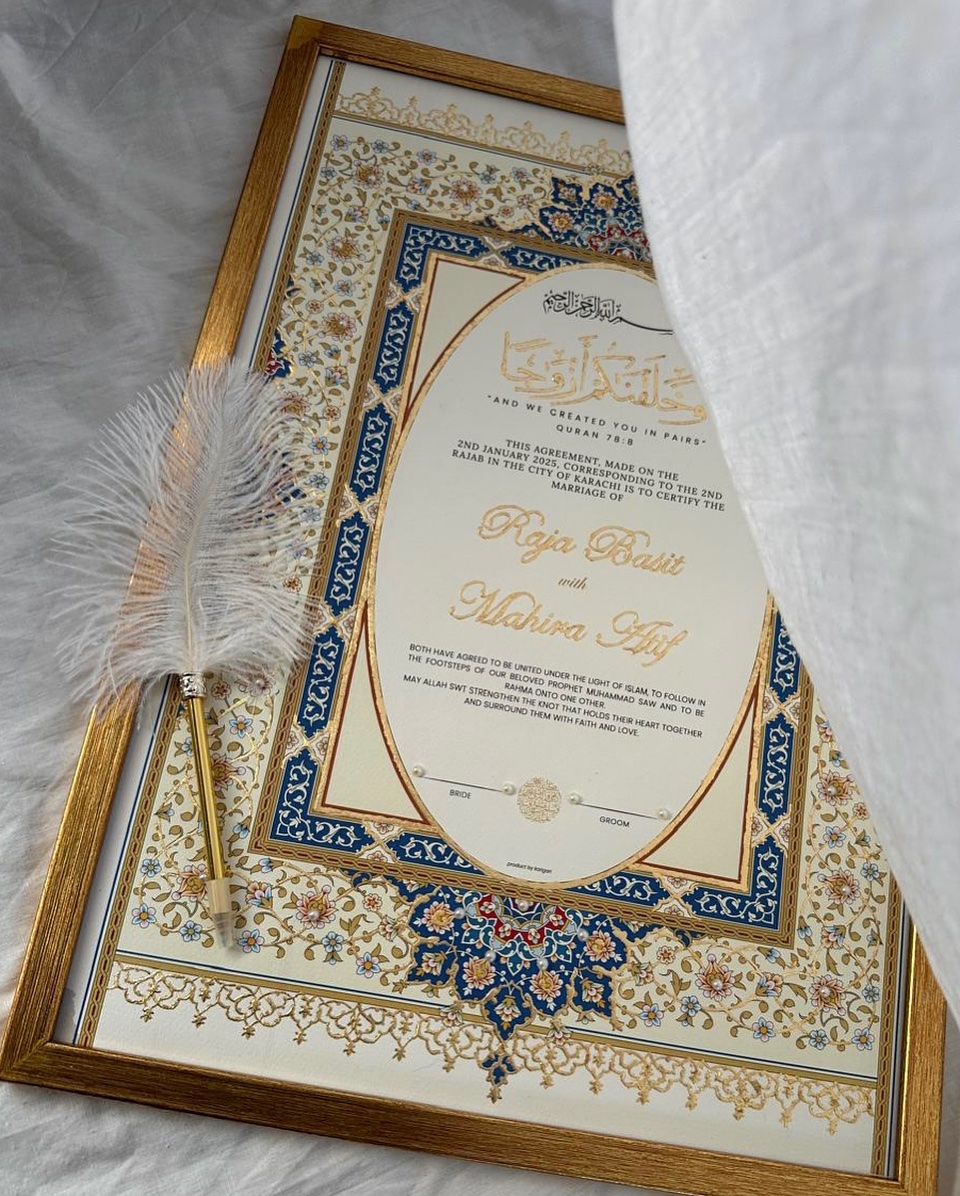 بسم الله الرحمن الرحيم
وَخَلَقْنَكُمْ أَزْوَجًا
"AND WE CREATED YOU IN PAIRS"
QURAN 78:8
THIS AGREEMENT, MADE ON THE
2ND JANUARY 2025, CORRESPONDING TO THE 2ND
RAJAB IN THE CITY OF KARACHI IS TO CERTIFY THE
MARRIAGE OF
Raja Basit
with
Mahira Atif
BOTH HAVE AGREED TO BE UNITED UNDER THE LIGHT OF ISLAM, TO FOLLOW IN
THE FOOTSTEPS OF OUR BELOVED PROPHET MUHAMMAD SAW AND TO BE
RAHMA ONTO ONE OTHER.
MAY ALLAH SWT STRENGTHEN THE KNOT THAT HOLDS THEIR HEART TOGETHER
AND SURROUND THEM WITH FAITH AND LOVE.
BRIDE
GROOM
product by